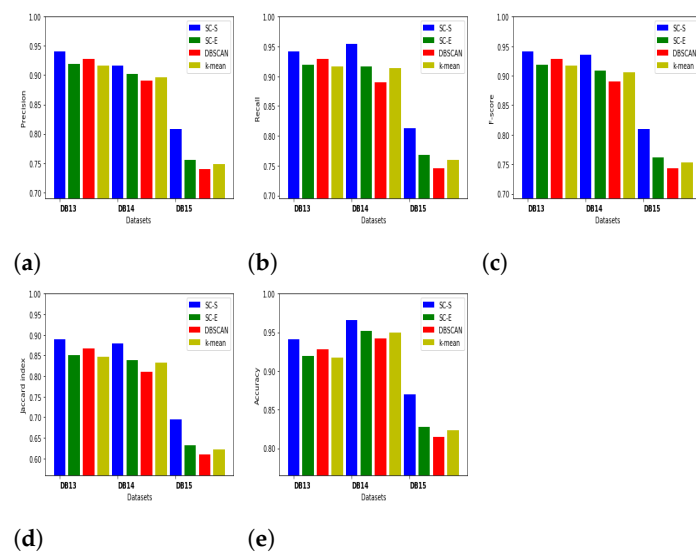 1.00
0.95
0.90
0.85
0.80
0.75
0.70
Precision
SC-S
SC-E
DBSCAN
k-mean
DB13 DB14 DB15
Datasets
(a)
1.00
0.95
0.90
0.85
0.80
0.75
0.70
Recall
SC-S
SC-E
DBSCAN
k-mean
DB13 DB14 DB15
Datasets
(b)
1.00
0.95
0.90
0.85
0.80
0.75
0.70
F-score
SC-S
SC-E
DBSCAN
k-mean
DB13 DB14 DB15
Datasets
(c)
1.00
0.95
0.90
0.85
0.80
0.75
0.70
0.65
0.60
Jaccard index
SC-S
SC-E
DBSCAN
k-mean
DB13 DB14 DB15
Datasets
(d)
1.00
0.95
0.90
0.85
0.80
Accuracy
SC-S
SC-E
DBSCAN
k-mean
DB13 DB14 DB15
Datasets
(e)